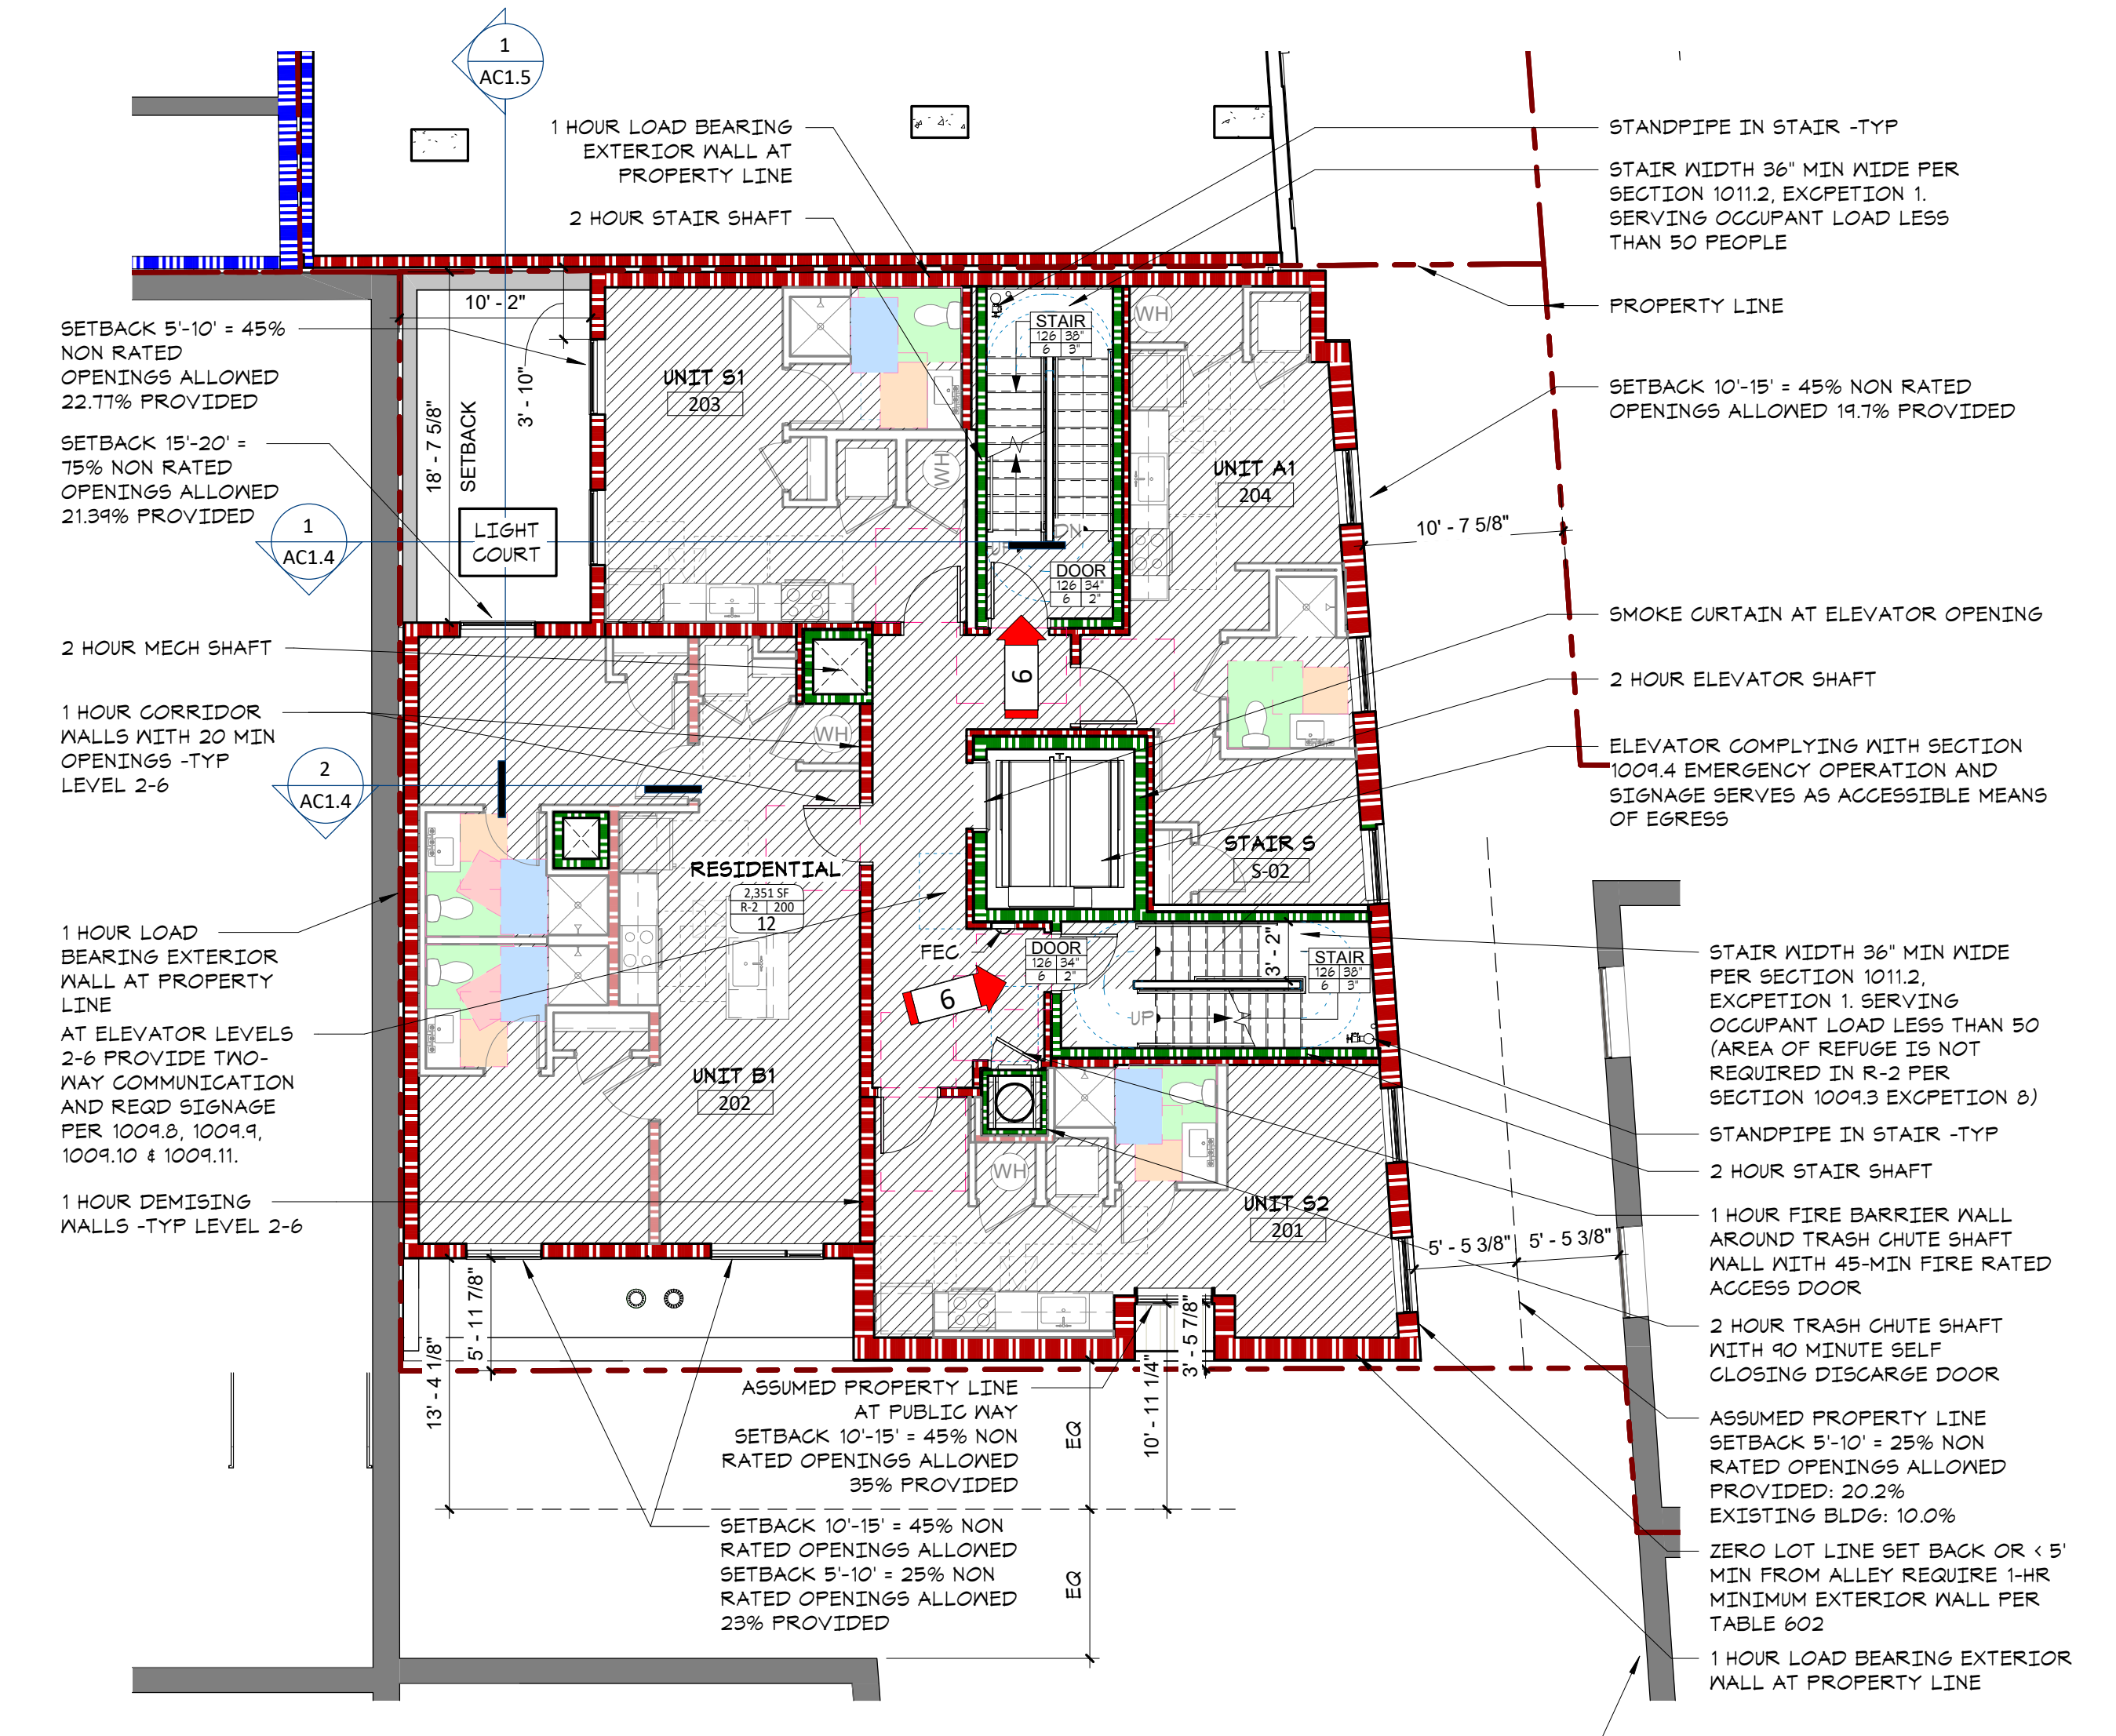 1
AC1.5
1 HOUR LOAD BEARING
EXTERIOR WALL AT
PROPERTY LINE
2 HOUR STAIR SHAFT
STANDPIPE IN STAIR -TYP
STAIR WIDTH 36" MIN WIDE PER
SECTION 1011.2, EXCPETION 1.
SERVING OCCUPANT LOAD LESS
THAN 50 PEOPLE
PROPERTY LINE
SETBACK 10'-15' = 45% NON RATED
OPENINGS ALLOWED 19.7% PROVIDED
10' - 7 5/8"
SMOKE CURTAIN AT ELEVATOR OPENING
2 HOUR ELEVATOR SHAFT
ELEVATOR COMPLYING WITH SECTION
1009.4 EMERGENCY OPERATION AND
SIGNAGE SERVES AS ACCESSIBLE MEANS
OF EGRESS
STAIR WIDTH 36" MIN WIDE
PER SECTION 1011.2,
EXCPETION 1. SERVING
OCCUPANT LOAD LESS THAN 50
(AREA OF REFUGE IS NOT
REQUIRED IN R-2 PER
SECTION 1009.3 EXCPETION 8)
STANDPIPE IN STAIR -TYP
2 HOUR STAIR SHAFT
1 HOUR FIRE BARRIER WALL
AROUND TRASH CHUTE SHAFT
WALL WITH 45-MIN FIRE RATED
ACCESS DOOR
2 HOUR TRASH CHUTE SHAFT
WITH 90 MINUTE SELF
CLOSING DISCARGE DOOR
ASSUMED PROPERTY LINE
SETBACK 5'-10' = 25% NON
RATED OPENINGS ALLOWED
PROVIDED: 20.2%
EXISTING BLDG: 10.0%
ZERO LOT LINE SET BACK OR < 5'
MIN FROM ALLEY REQUIRE 1-HR
MINIMUM EXTERIOR WALL PER
TABLE 602
1 HOUR LOAD BEARING EXTERIOR
WALL AT PROPERTY LINE
SETBACK 5'-10' = 45%
NON RATED
OPENINGS ALLOWED
22.77% PROVIDED
SETBACK 15'-20' =
75% NON RATED
OPENINGS ALLOWED
21.39% PROVIDED
1
AC1.4
2 HOUR MECH SHAFT
1 HOUR CORRIDOR
WALLS WITH 20 MIN
OPENINGS -TYP
LEVEL 2-6
2
AC1.4
1 HOUR LOAD
BEARING EXTERIOR
WALL AT PROPERTY
LINE
AT ELEVATOR LEVELS
2-6 PROVIDE TWO-
WAY COMMUNICATION
AND REQD SIGNAGE
PER 1009.8, 1009.9,
1009.10 & 1009.11.
1 HOUR DEMISING
WALLS -TYP LEVEL 2-6
10' - 2"
3' - 10"
18' - 7 5/8"
SETBACK
LIGHT
COURT
UNIT S1
203
WH
STAIR
126 38"
6 3"
UP
DN
DOOR
126 34"
6 2"
WH
UNIT A1
204
6
WH
RESIDENTIAL
2,351 SF
R-2 200
12
STAIR S
S-02
FEC
DOOR
126 34"
6 2"
3' - 2"
STAIR
126 38"
6 3"
6
UP
UNIT B1
202
WH
UNIT S2
201
5' - 5 3/8"
5' - 5 3/8"
13' - 4 1/8"
5' - 11 7/8"
3' - 5 7/8"
10' - 11 1/4"
EQ
EQ
ASSUMED PROPERTY LINE
AT PUBLIC WAY
SETBACK 10'-15' = 45% NON
RATED OPENINGS ALLOWED
35% PROVIDED
SETBACK 10'-15' = 45% NON
RATED OPENINGS ALLOWED
SETBACK 5'-10' = 25% NON
RATED OPENINGS ALLOWED
23% PROVIDED